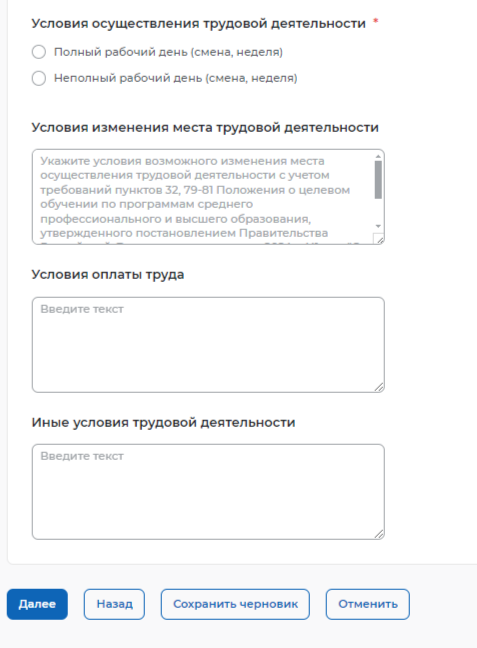 Условия осуществления трудовой деятельности *
Полный рабочий день (смена, неделя)
Неполный рабочий день (смена, неделя)
Условия изменения места трудовой деятельности
Укажите условия возможного изменения места
осуществления трудовой деятельности с учетом
требований пунктов 32, 79-81 Положения о целевом
обучении по программам среднего
профессионального и высшего образования,
утвержденного постановлением Правительства
Условия оплаты труда
Введите текст
Иные условия трудовой деятельности
Введите текст
Далее
Назад
Сохранить черновик
Отменить